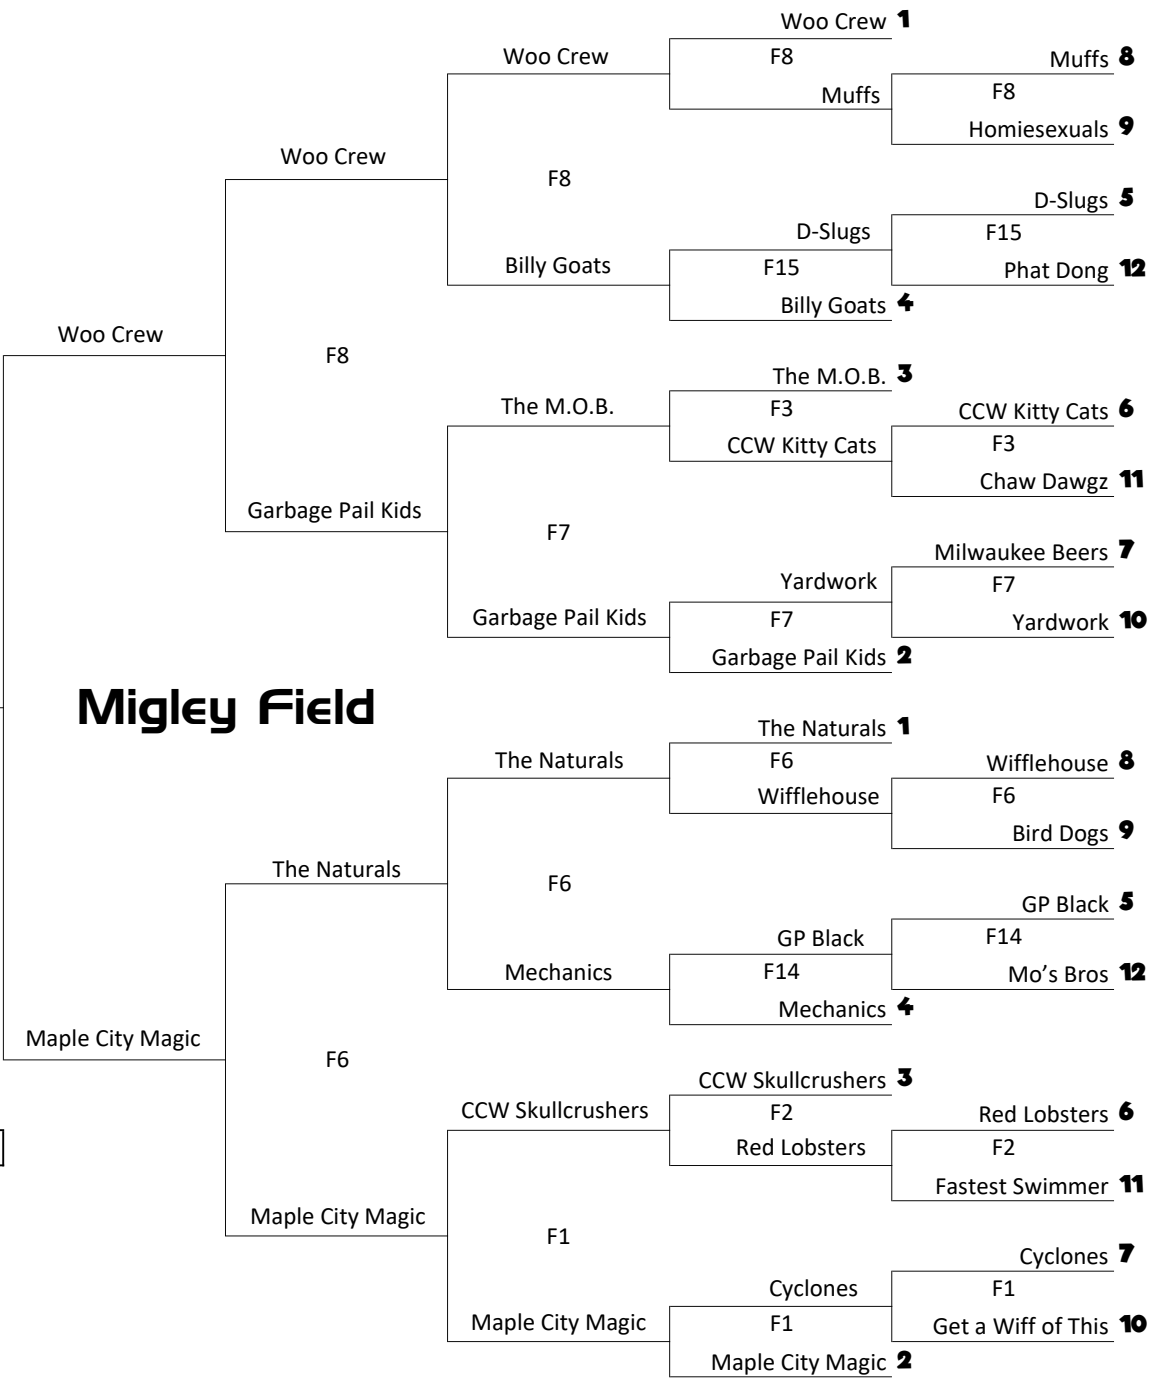 Woo Crew 1
Woo Crew
F8
Muffs 8
Muffs
F8
Homiesexuals 9
Woo Crew
F8
D-Slugs 5
D-Slugs
F15
Billy Goats
F15
Phat Dong 12
Billy Goats 4
Woo Crew
F8
The M.O.B. 3
The M.O.B.
F3
CCW Kitty Cats 6
CCW Kitty Cats
F3
Chaw Dawgz 11
Garbage Pail Kids
F7
Milwaukee Beers 7
Yardwork
F7
Garbage Pail Kids
F7
Yardwork 10
Garbage Pail Kids 2
Migley Field
The Naturals 1
The Naturals
F6
Wifflehouse 8
Wifflehouse
F6
Bird Dogs 9
The Naturals
F6
GP Black 5
GP Black
F14
Mechanics
F14
Mo's Bros 12
Mechanics 4
Maple City Magic
F6
CCW Skullcrushers 3
CCW Skullcrushers
F2
Red Lobsters 6
Red Lobsters
F2
Fastest Swimmer 11
Maple City Magic
F1
Cyclones 7
Cyclones
F1
Maple City Magic
F1
Get a Wiff of This 10
Maple City Magic 2